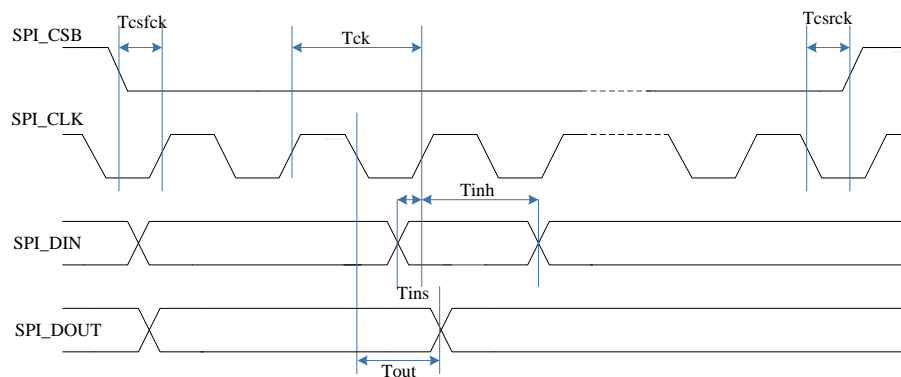 Tcsfck
Tcsrck
SPI_CSB
Tck
SPI_CLK
Tinh
SPI_DIN
Tins
SPI_DOUT
Tout